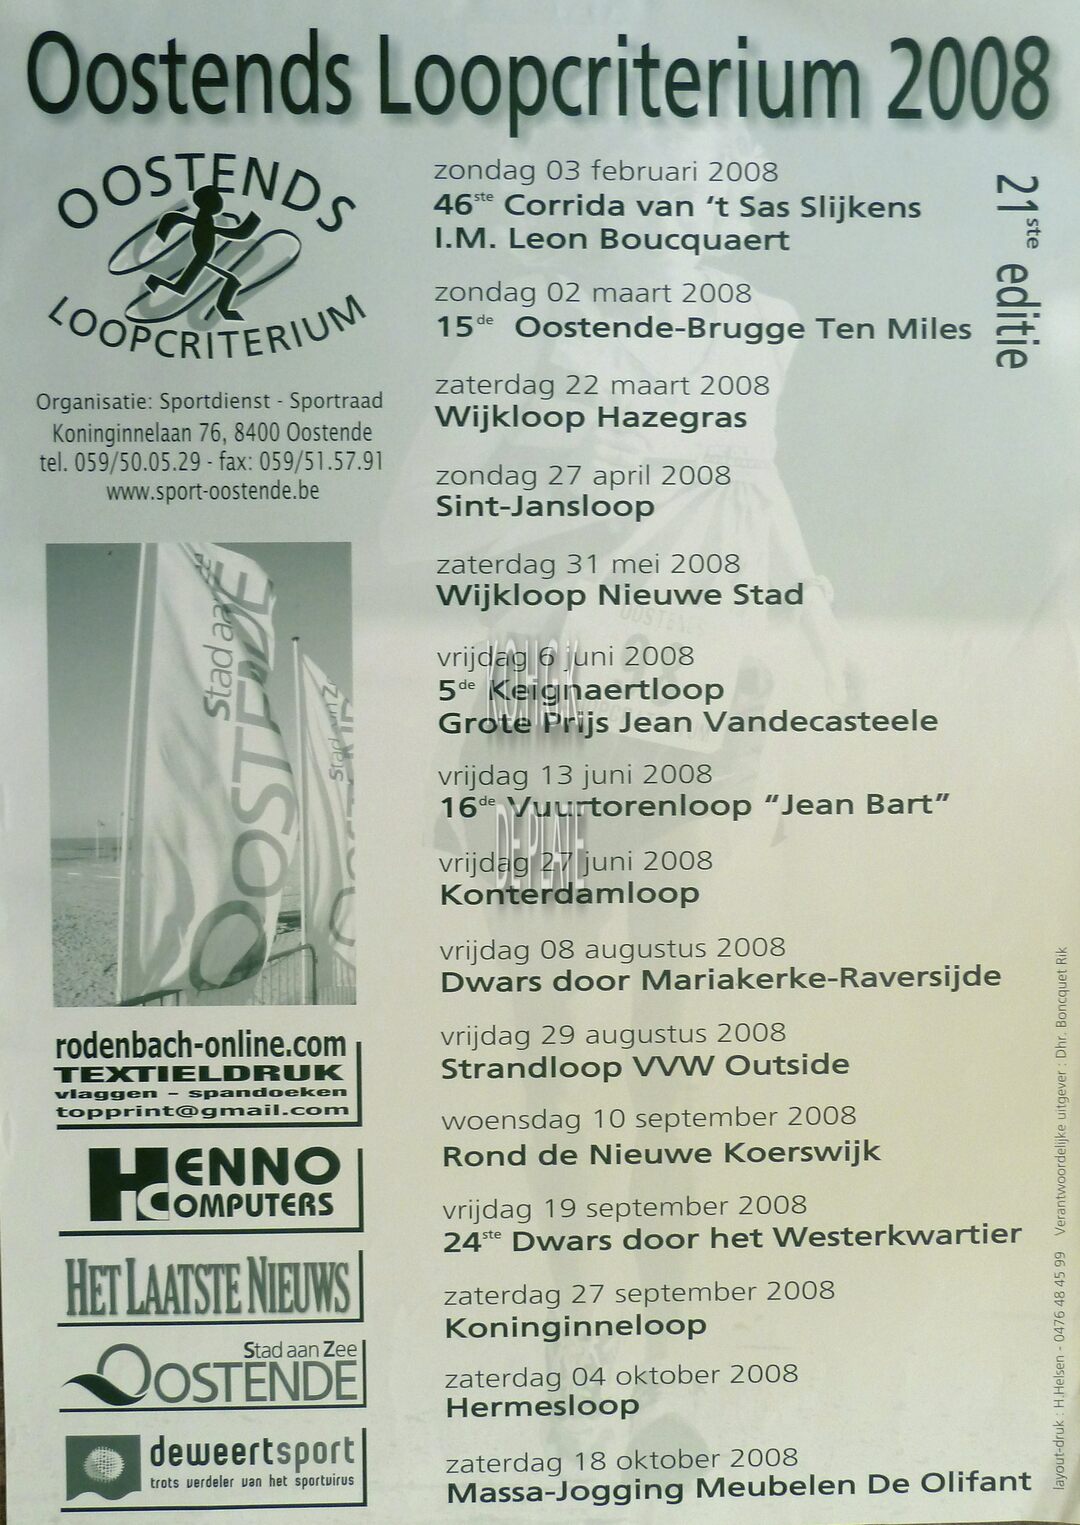 Oostends Loopcriterium 2008
OOSTENDS
LOOPCRITERIUM
Organisatie: Sportdienst - Sportraad
Koninginnelaan 76, 8400 Oostende
tel. 059/50.05.29 - fax: 059/51.57.91
www.sport-oostende.be
21ste editie
zondag 03 februari 2008
46ste Corrida van ‘t Sas Slijkens
I.M. Leon Boucquaert
zondag 02 maart 2008
15de Oostende-Brugge Ten Miles
zaterdag 22 maart 2008
Wijkloop Hazegras
zondag 27 april 2008
Sint-Jansloop
zaterdag 31 mei 2008
Wijkloop Nieuwe Stad
vrijdag 6 juni 2008
5de Keignaertloop
Grote Prijs Jean Vandecasteele
vrijdag 13 juni 2008
16de Vuurtorenloop “Jean Bart”
vrijdag 27 juni 2008
Konterdamloop
vrijdag 08 augustus 2008
Dwars door Mariakerke-Raversijde
vrijdag 29 augustus 2008
Strandloop VVW Outside
woensdag 10 september 2008
Rond de Nieuwe Koerswijk
vrijdag 19 september 2008
24ste Dwars door het Westerkwartier
zaterdag 27 september 2008
Koninginneloop
zaterdag 04 oktober 2008
Hermesloop
zaterdag 18 oktober 2008
Massa-Jogging Meubelen De Olifant
Stad aan
OOSTENDE
Stad aan Z
DE PLATE
rodenbach-online.com
TEXTIELDRUK
vlaggen - spandoeken
topprint@gmail.com
HENNO
COMPUTERS
HET LAATSTE NIEUWS
Stad aan Zee
OOSTENDE
deweertsport
trots verdeler van het sportvirus
layout-druk : H.Helsen - 0476 48 45 99 Verantwoordelijke uitgever : Dhr. Boncquet Rik